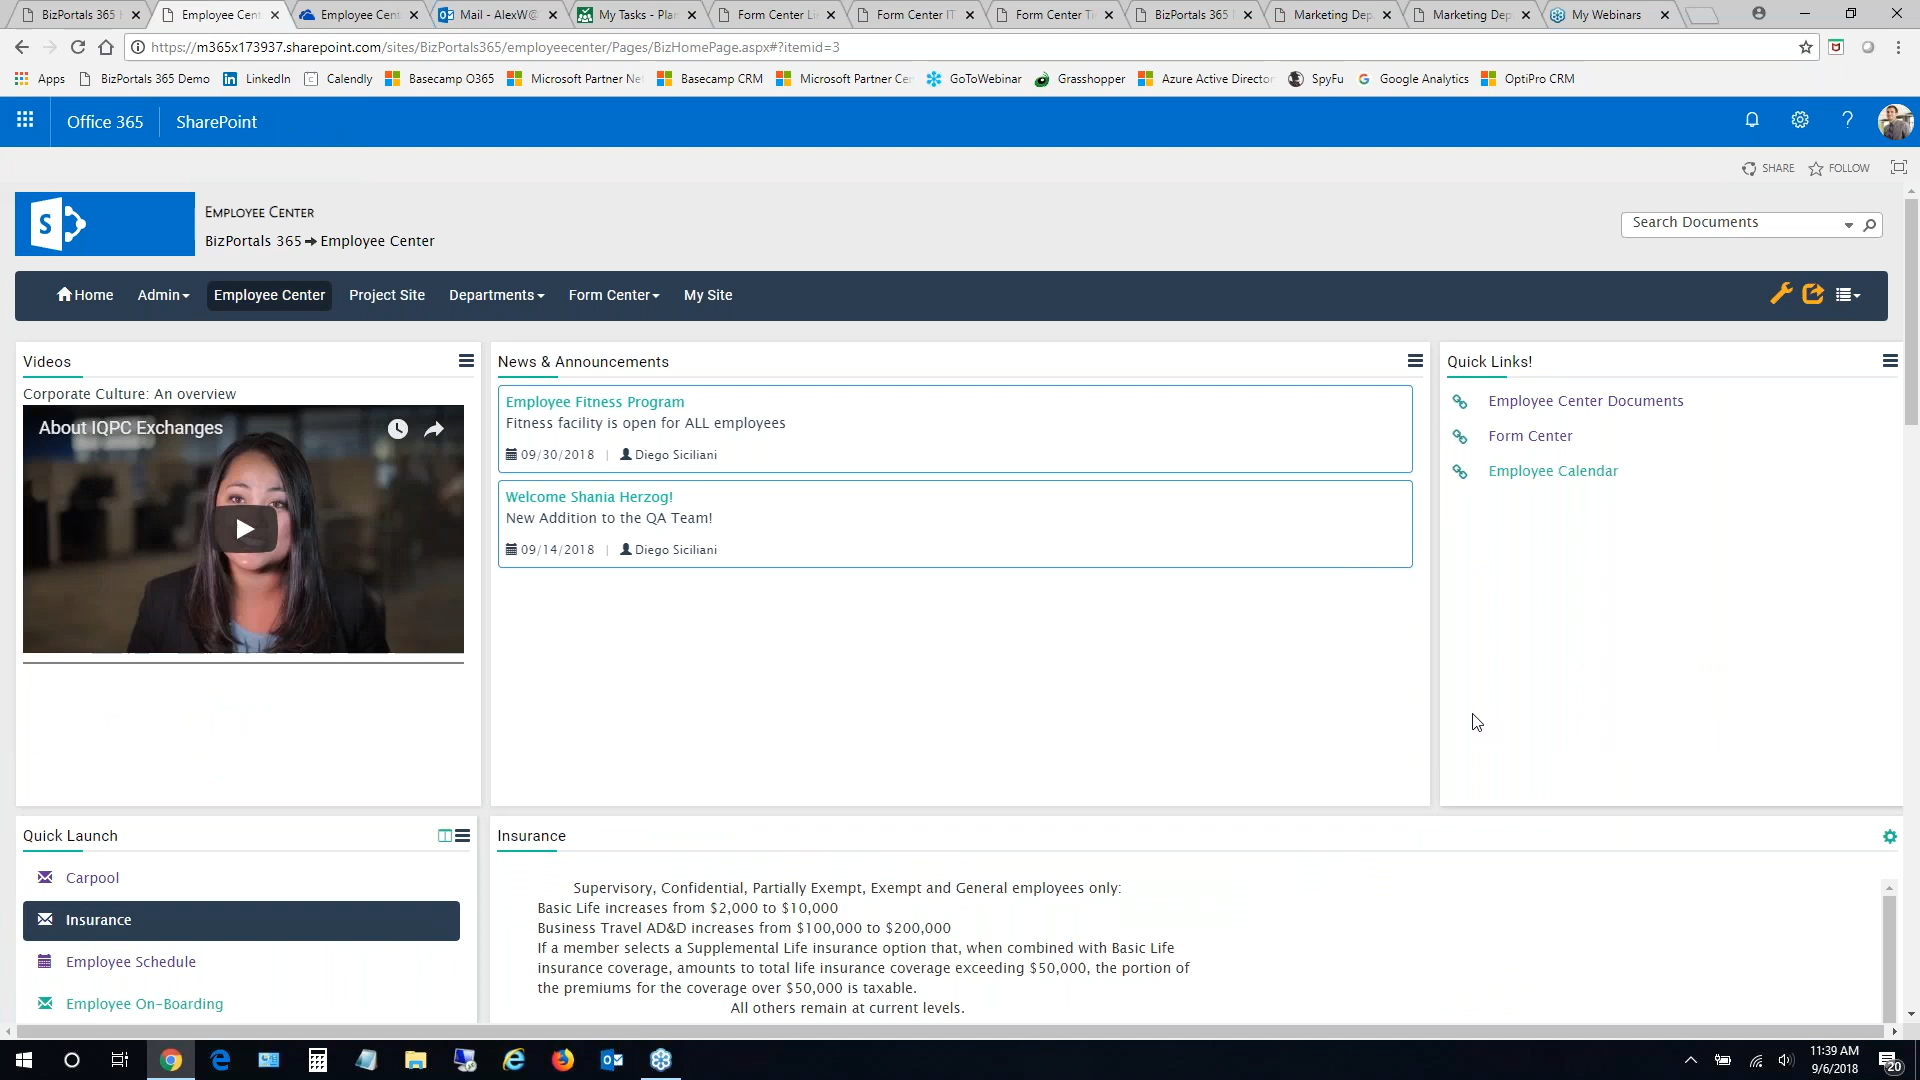 BizPortals 365
Employee Cent
Employee Cent
Mail - AlexW@
My Tasks - Plan
Form Center Li
Form Center IT
Form Center Ti
BizPortals 365
Marketing Dep
Marketing Dep
My Webinars
https://m365x173937.sharepoint.com/sites/BizPortals365/employeecenter/Pages/BizHomePage.aspx#?itemid=3
Apps
BizPortals 365 Demo
LinkedIn
Calendly
Basecamp O365
Microsoft Partner Ne
Basecamp CRM
Microsoft Partner Ce
GoToWebinar
Grasshopper
Azure Active Director
SpyFu
Google Analytics
OptiPro CRM
Office 365
SharePoint
SHARE
FOLLOW
EMPLOYEE CENTER
BizPortals 365 ➔ Employee Center
Search Documents
Home
Admin
Employee Center
Project Site
Departments
Form Center
My Site
Videos
Corporate Culture: An overview
About IQPC Exchanges
News & Announcements
Employee Fitness Program
Fitness facility is open for ALL employees
09/30/2018 | Diego Siciliani
Welcome Shania Herzog!
New Addition to the QA Team!
09/14/2018 | Diego Siciliani
Quick Links!
Employee Center Documents
Form Center
Employee Calendar
Quick Launch
Carpool
Insurance
Employee Schedule
Employee On-Boarding
Insurance
Supervisory, Confidential, Partially Exempt, Exempt and General employees only:
Basic Life increases from $2,000 to $10,000
Business Travel AD&D increases from $100,000 to $200,000
If a member selects a Supplemental Life insurance option that, when combined with Basic Life
insurance coverage, amounts to total life insurance coverage exceeding $50,000, the portion of
the premiums for the coverage over $50,000 is taxable.
All others remain at current levels.
11:39 AM
9/6/2018
20